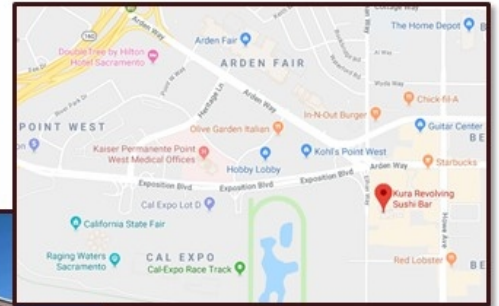 The Home Depot
Keith Way
Arden Way
160
Arden Fair
DoubleTree by Hilton
Hotel Sacramento
ARDEN FAIR
Heritage Ln
Arden Way
In-N-Out Burger
Chick-fil-A
POINT WEST
Olive Garden Italian
Guitar Center
Kaiser Permanente Point
West Medical Offices
Hobby Lobby
Kohl's Point West
Arden Way
Starbucks
Exposition Blvd
Exposition Blvd
Exposition Blvd
Cal Expo Lot D
Kura Revolving
Sushi Bar
California State Fair
Howe Ave
Raging Waters
Sacramento
CAL EXPO
Cal-Expo Race Track
Red Lobster
BE